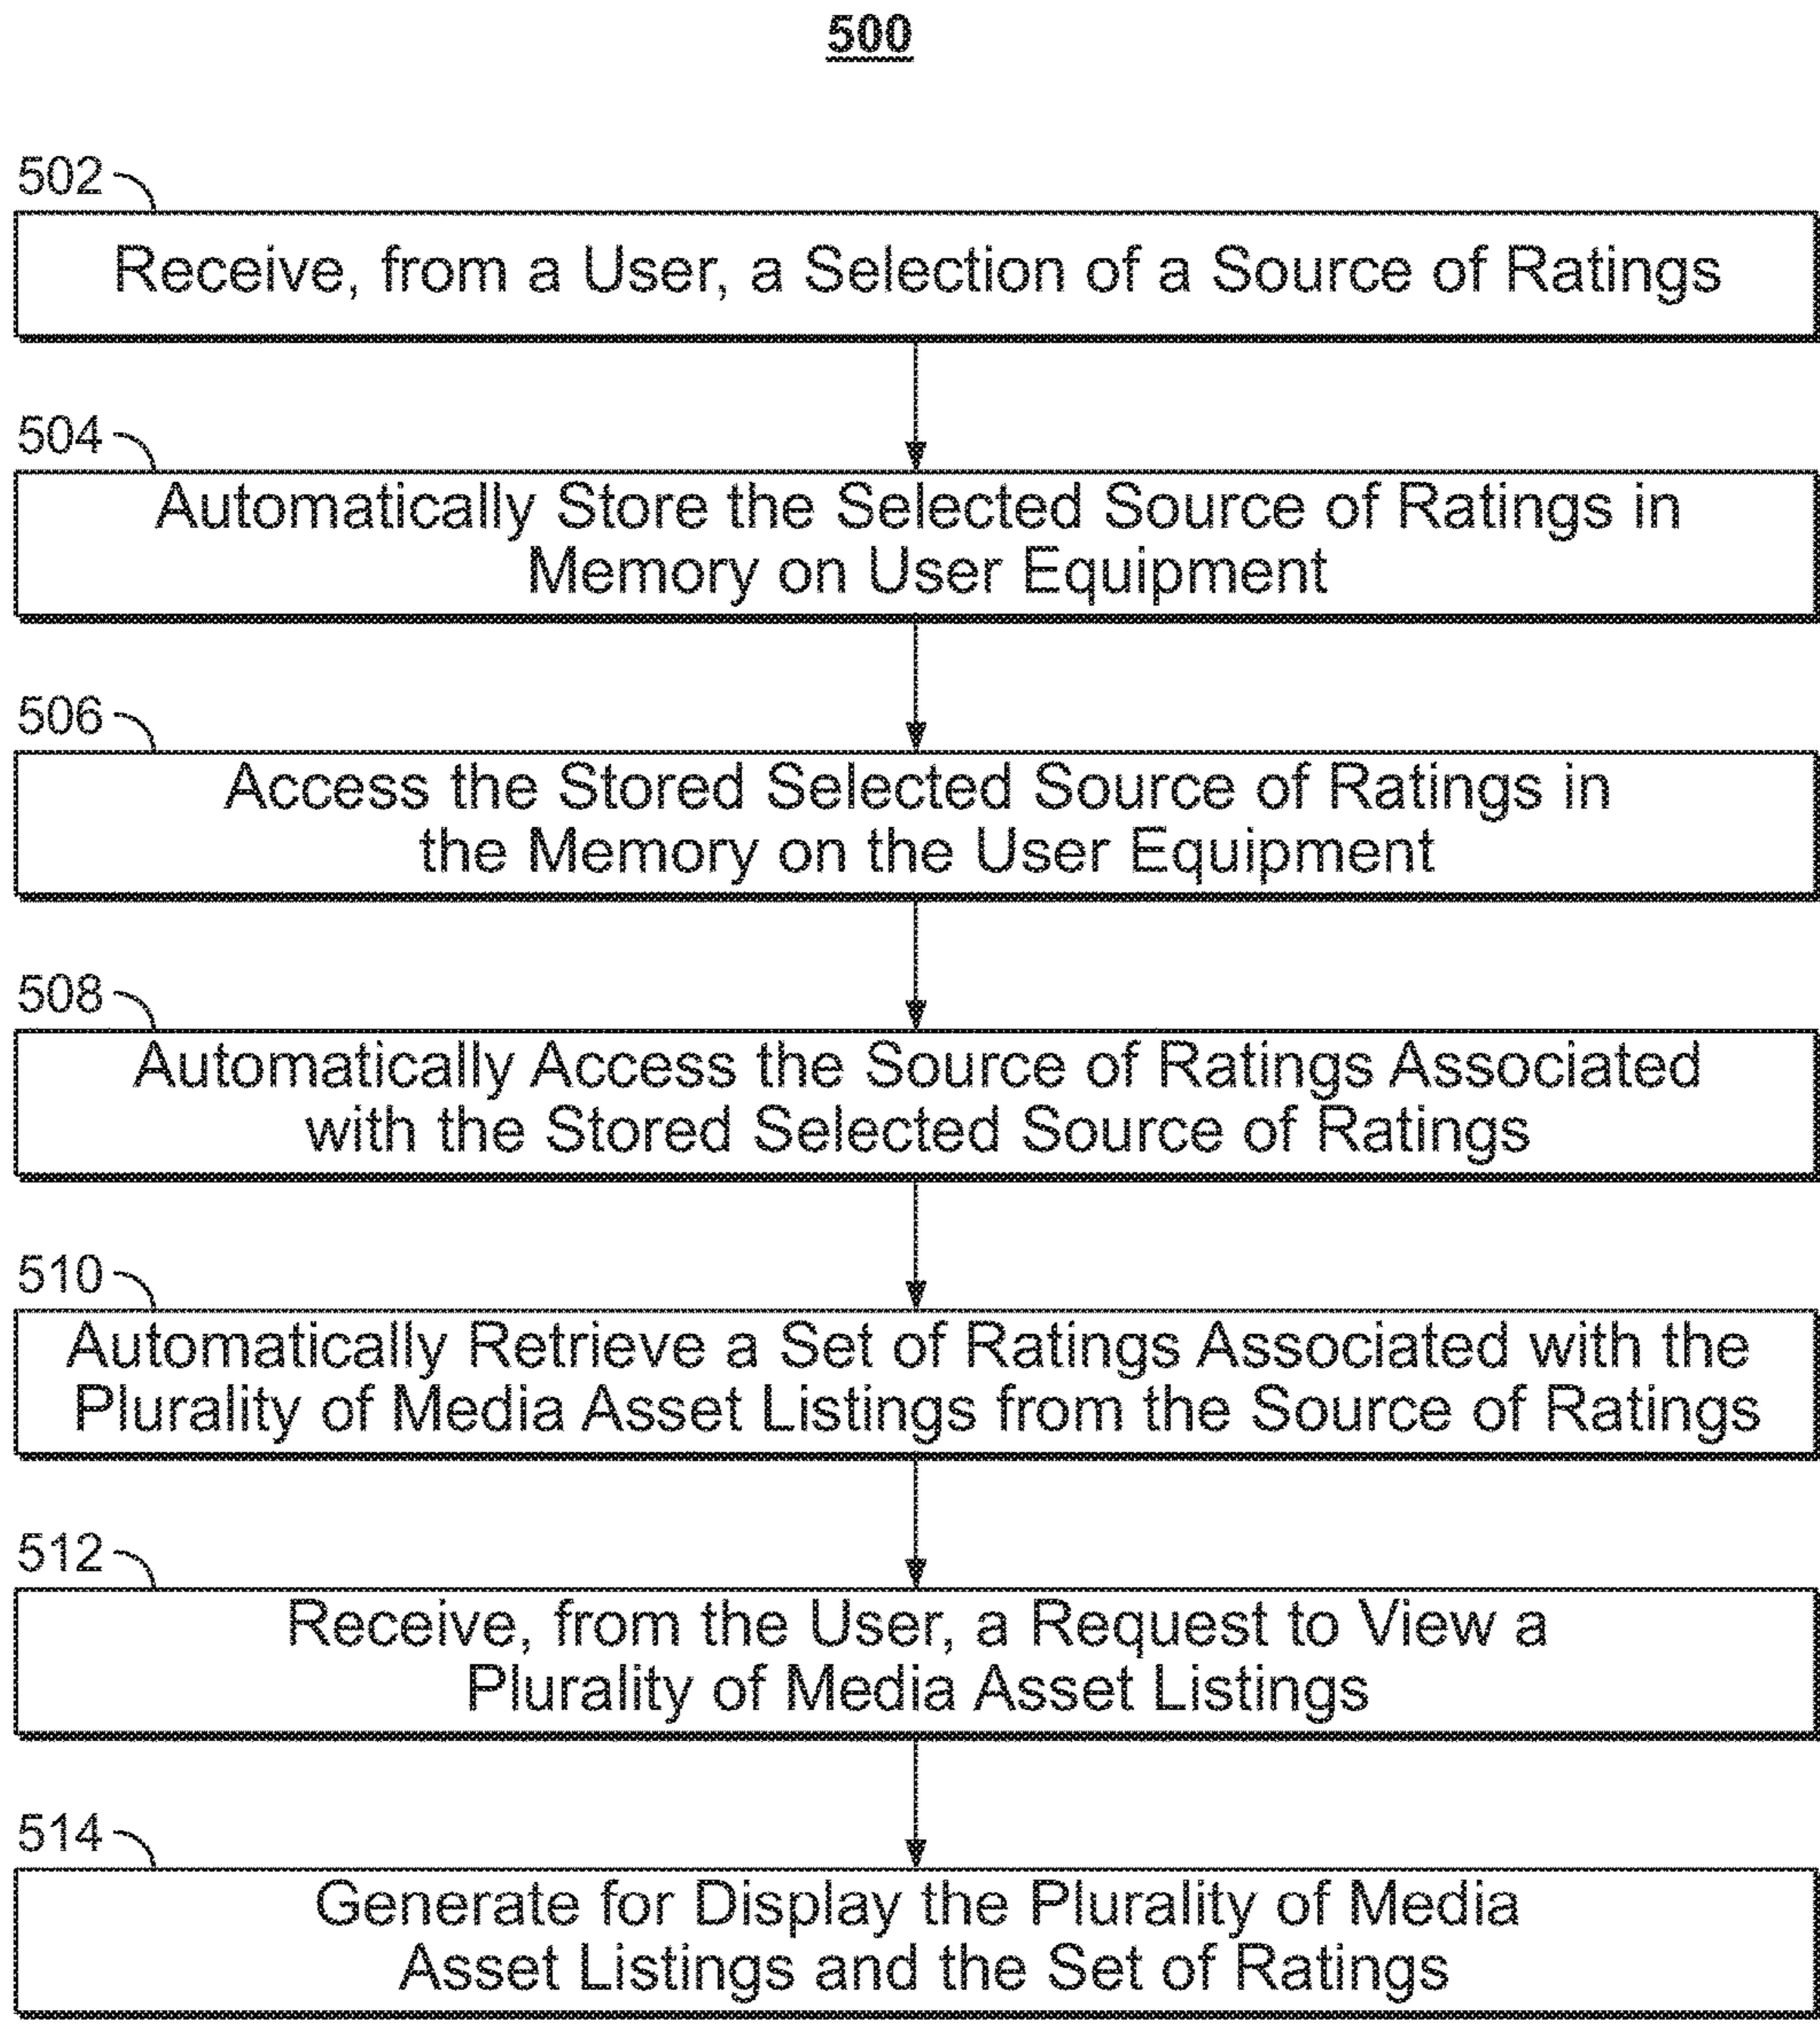 500
502
Receive, from a User, a Selection of a Source of Ratings
504
Automatically Store the Selected Source of Ratings in
Memory on User Equipment
506
Access the Stored Selected Source of Ratings in
the Memory on the User Equipment
508
Automatically Access the Source of Ratings Associated
with the Stored Selected Source of Ratings
510
Automatically Retrieve a Set of Ratings Associated with the
Plurality of Media Asset Listings from the Source of Ratings
512
Receive, from the User, a Request to View a
Plurality of Media Asset Listings
514
Generate for Display the Plurality of Media
Asset Listings and the Set of Ratings